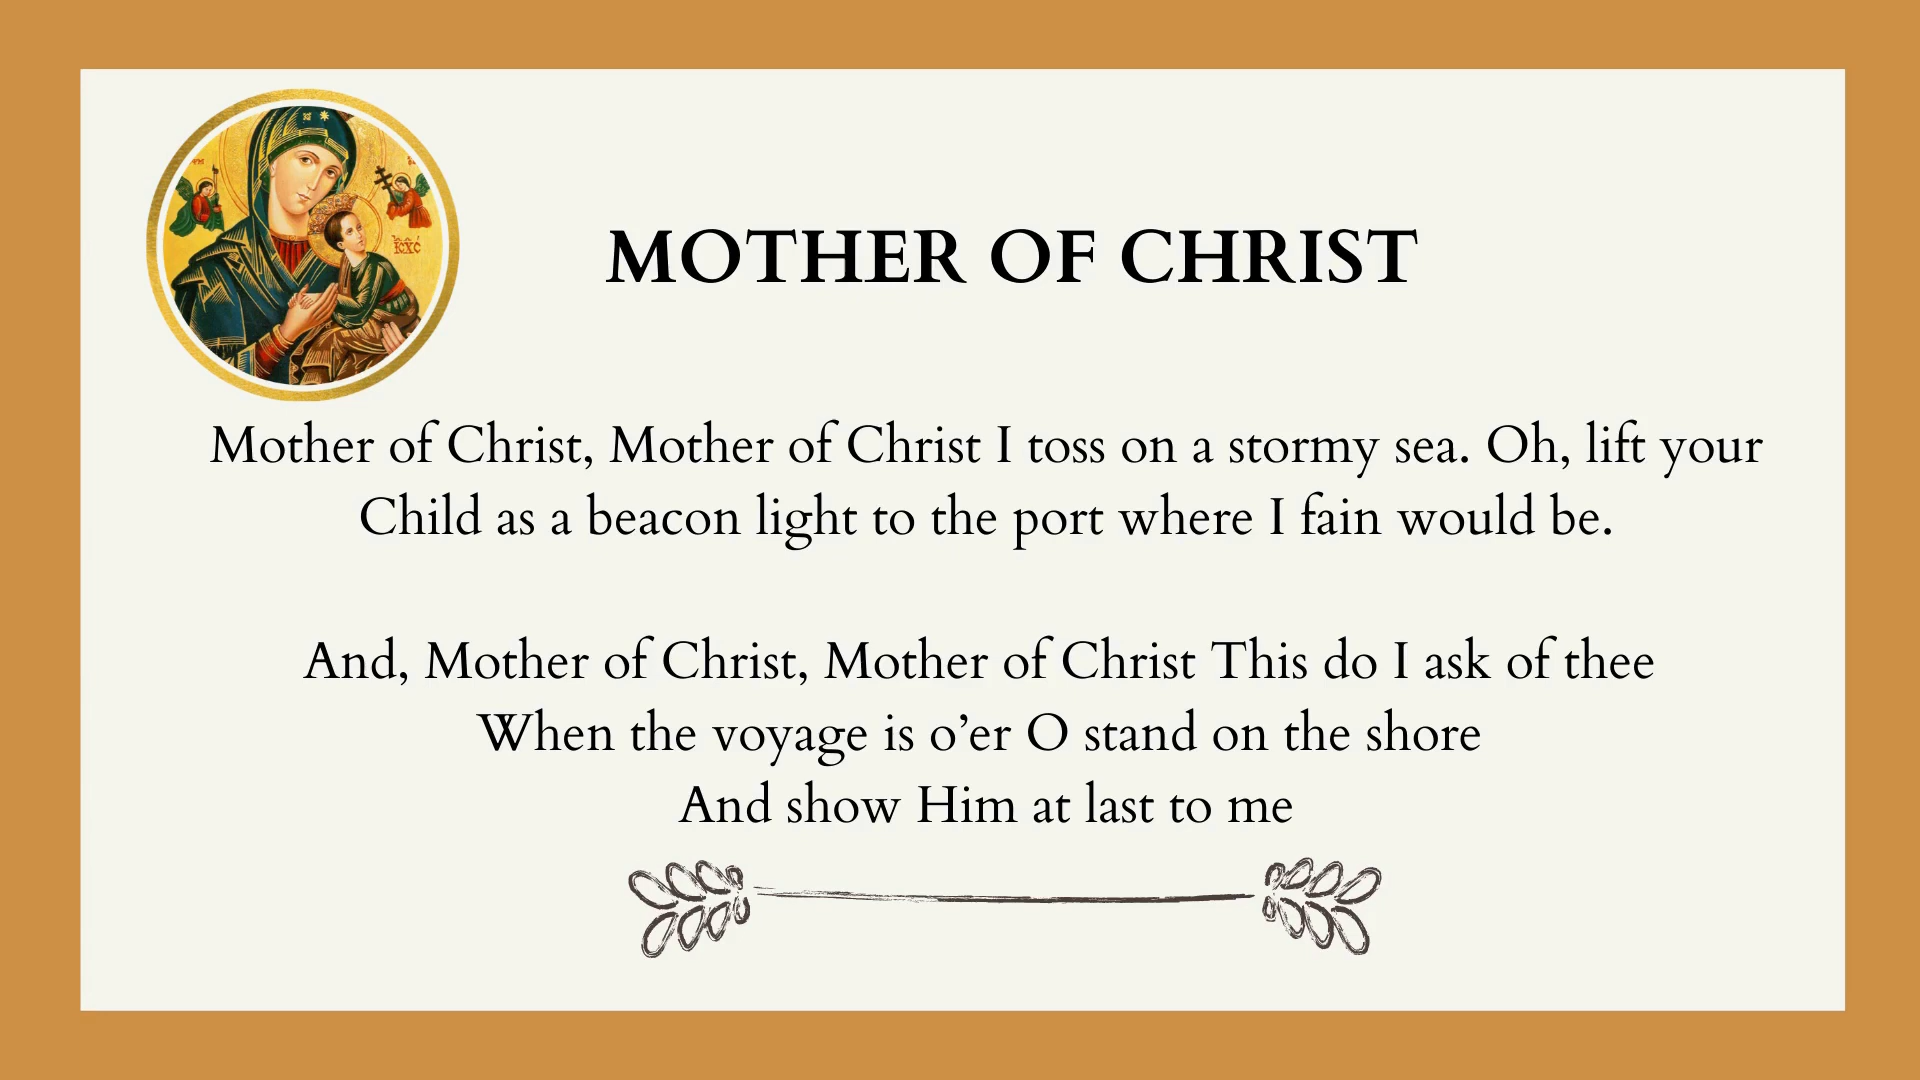 MOTHER OF CHRIST
Mother of Christ, Mother of Christ I toss on a stormy sea. Oh, lift your
Child as a beacon light to the port where I fain would be.
And, Mother of Christ, Mother of Christ This do I ask of thee
When the voyage is o’er O stand on the shore
And show Him at last to me